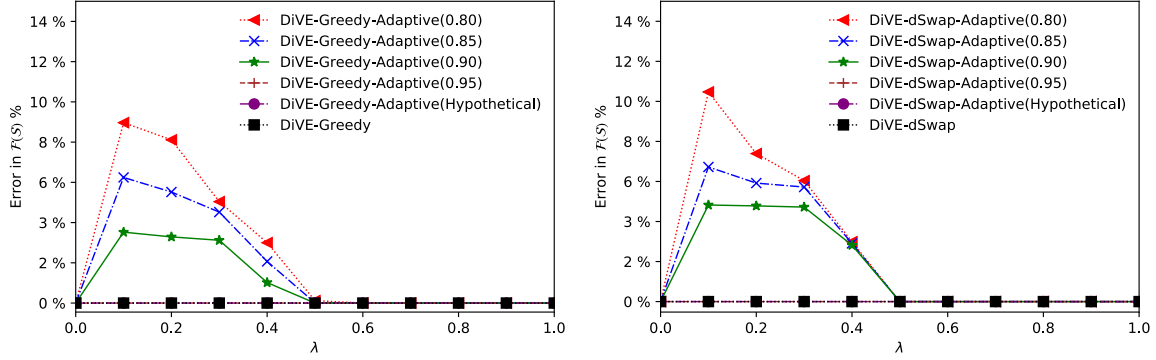 14 %
12 %
10 %
8 %
6 %
3 %
2 %
0 %
Error in F(S) %
0.0 0.2 0.4 0.6 0.8 1.0
λ
DiVE-Greedy-Adaptive(0.80)
DiVE-Greedy-Adaptive(0.85)
DiVE-Greedy-Adaptive(0.90)
DiVE-Greedy-Adaptive(0.95)
DiVE-Greedy-Adaptive(Hypothetical)
DiVE-Greedy
14 %
12 %
10 %
8 %
6 %
3 %
2 %
0 %
Error in F(S) %
0.0 0.2 0.4 0.6 0.8 1.0
λ
DiVE-dSwap-Adaptive(0.80)
DiVE-dSwap-Adaptive(0.85)
DiVE-dSwap-Adaptive(0.90)
DiVE-dSwap-Adaptive(0.95)
DiVE-dSwap-Adaptive(Hypothetical)
DiVE-dSwap